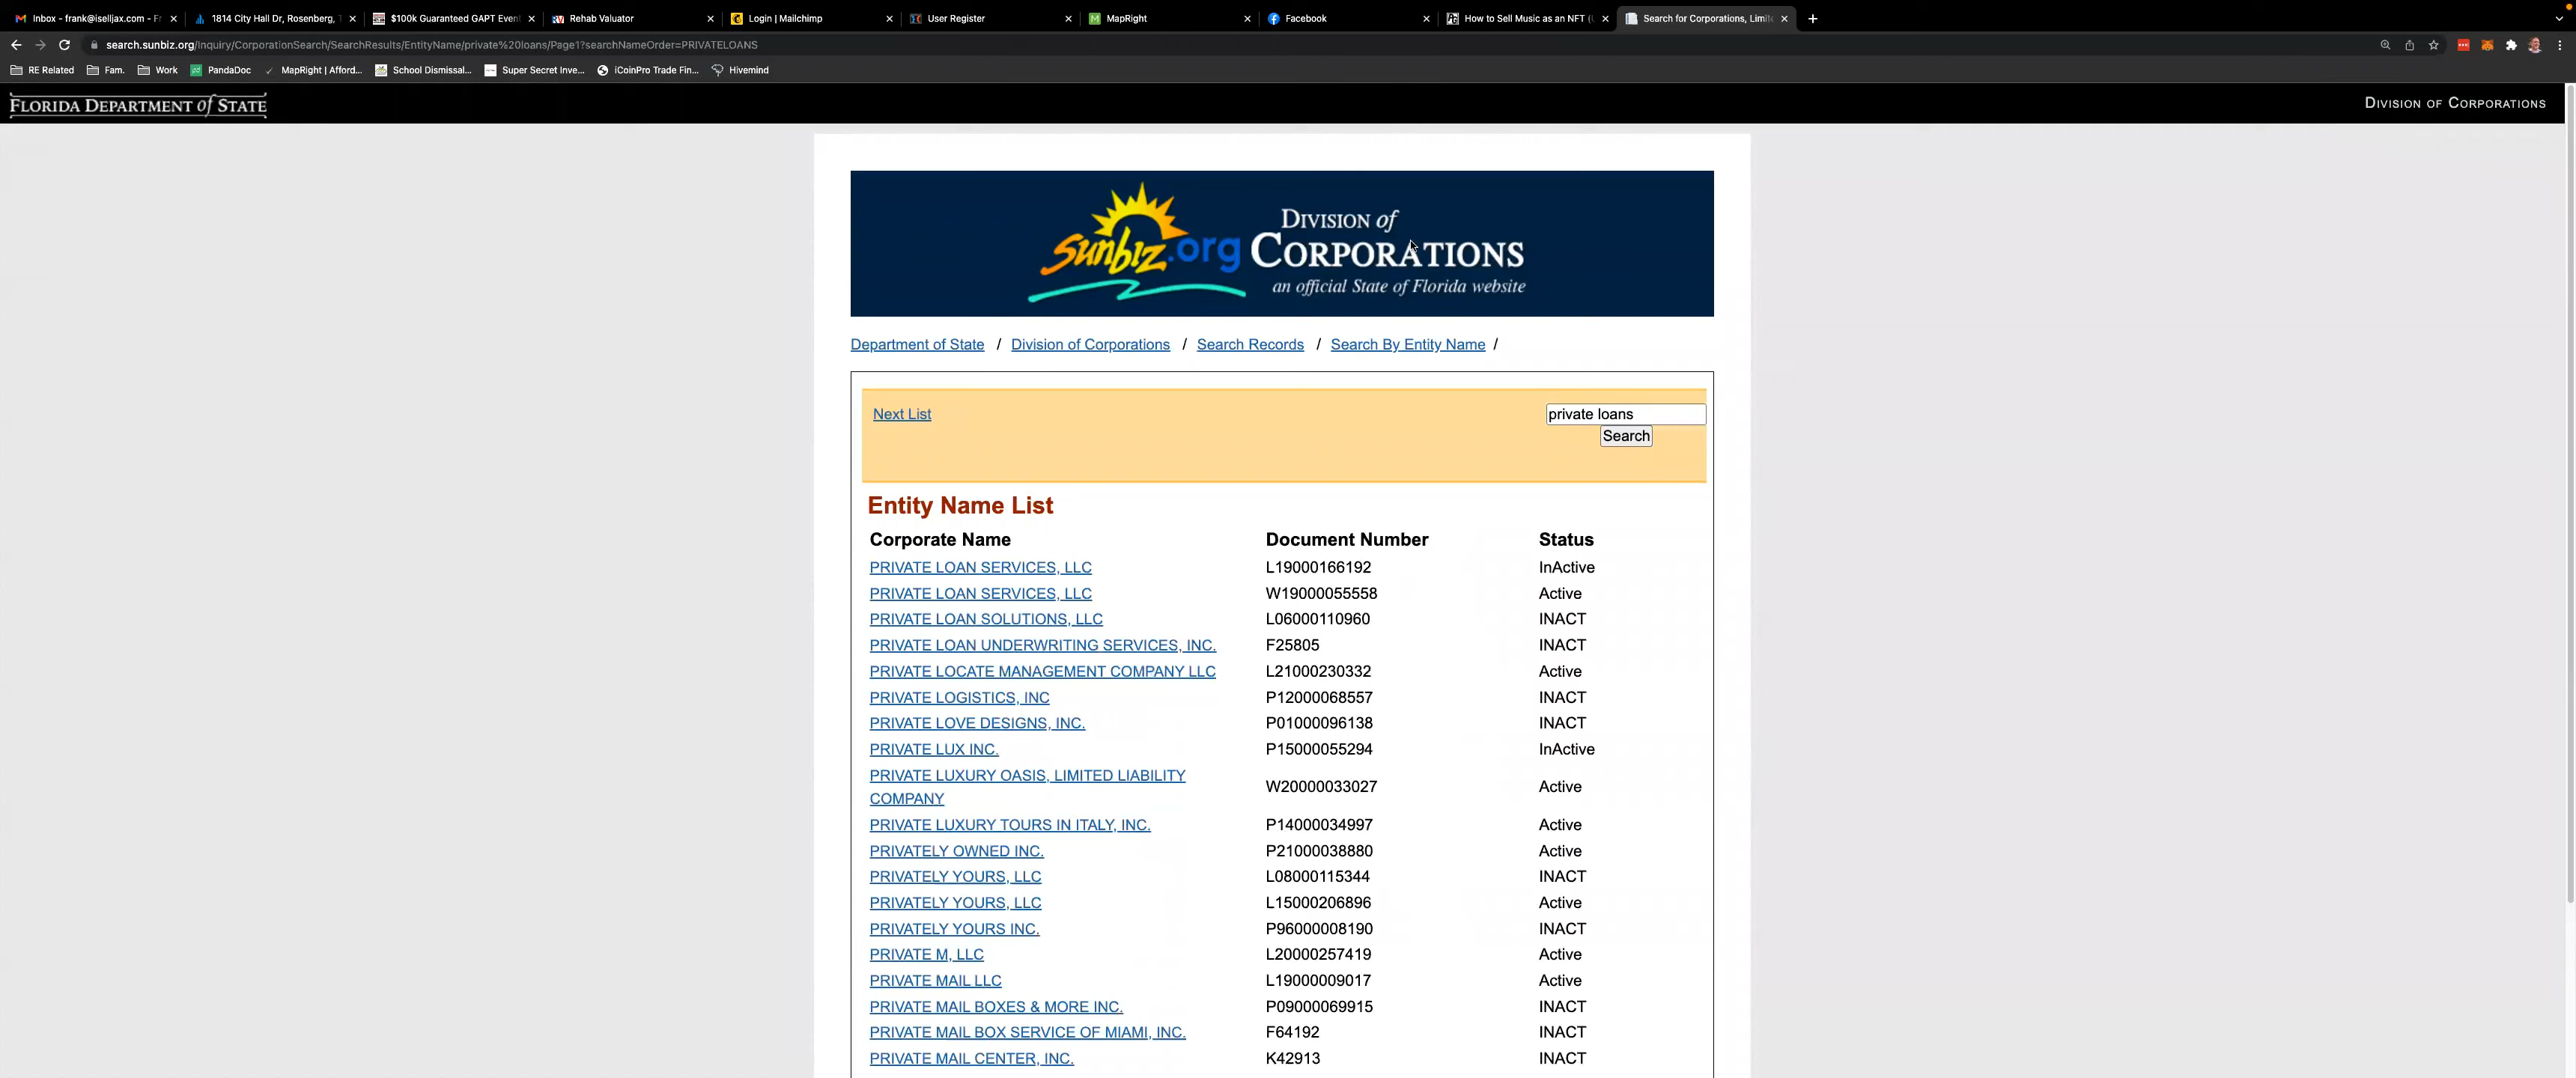 Inbox - frank@iselljax.com - Fr
1814 City Hall Dr, Rosenberg, T
$100k Guaranteed GAPT Event
Rehab Valuator
Login | Mailchimp
User Register
MapRight
Facebook
How to Sell Music as an NFT (U
Search for Corporations, Limite
search.sunbiz.org/Inquiry/CorporationSearch/SearchResults/EntityName/private%20loans/Page1?searchNameOrder=PRIVATELOANS
RE Related
Fam.
Work
PandaDoc
MapRight | Afford...
School Dismissal...
Super Secret Inve...
iCoinPro Trade Fin...
Hivemind
FLORIDA DEPARTMENT of STATE
DIVISION OF CORPORATIONS
sunbiz.org
DIVISION of
CORPORATIONS
an official State of Florida website
Department of State / Division of Corporations / Search Records / Search By Entity Name /
Next List
private loans
Search
Entity Name List
Corporate Name Document Number Status
PRIVATE LOAN SERVICES, LLC L19000166192 InActive
PRIVATE LOAN SERVICES, LLC W19000055558 Active
PRIVATE LOAN SOLUTIONS, LLC L06000110960 INACT
PRIVATE LOAN UNDERWRITING SERVICES, INC. F25805 INACT
PRIVATE LOCATE MANAGEMENT COMPANY LLC L21000230332 Active
PRIVATE LOGISTICS, INC P12000068557 INACT
PRIVATE LOVE DESIGNS, INC. P01000096138 INACT
PRIVATE LUX INC. P15000055294 InActive
PRIVATE LUXURY OASIS, LIMITED LIABILITY
COMPANY W20000033027 Active
PRIVATE LUXURY TOURS IN ITALY, INC. P14000034997 Active
PRIVATELY OWNED INC. P21000038880 Active
PRIVATELY YOURS, LLC L08000115344 INACT
PRIVATELY YOURS, LLC L15000206896 Active
PRIVATELY YOURS INC. P96000008190 INACT
PRIVATE M, LLC L20000257419 Active
PRIVATE MAIL LLC L19000009017 Active
PRIVATE MAIL BOXES & MORE INC. P09000069915 INACT
PRIVATE MAIL BOX SERVICE OF MIAMI, INC. F64192 INACT
PRIVATE MAIL CENTER, INC. K42913 INACT